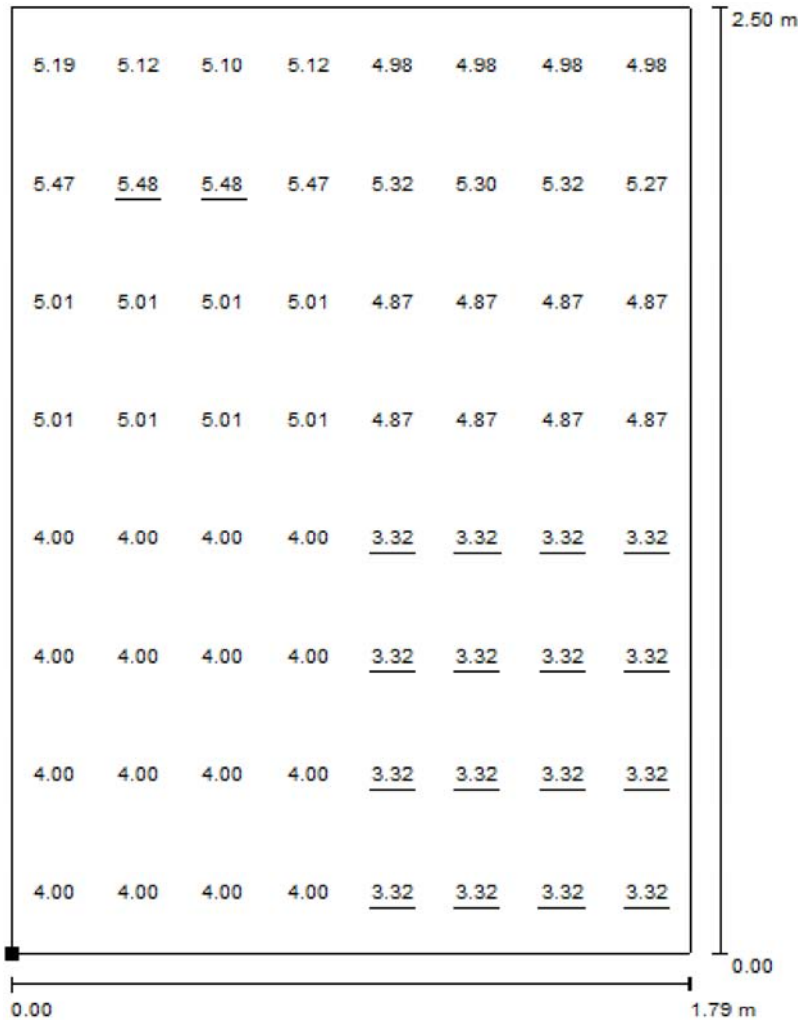 2.50 m
5.19 5.12 5.10 5.12 4.98 4.98 4.98 4.98
5.47 5.48 5.48 5.47 5.32 5.30 5.32 5.27
5.01 5.01 5.01 5.01 4.87 4.87 4.87 4.87
5.01 5.01 5.01 5.01 4.87 4.87 4.87 4.87
4.00 4.00 4.00 4.00 3.32 3.32 3.32 3.32
4.00 4.00 4.00 4.00 3.32 3.32 3.32 3.32
4.00 4.00 4.00 4.00 3.32 3.32 3.32 3.32
4.00 4.00 4.00 4.00 3.32 3.32 3.32 3.32
0.00
0.00 1.79 m